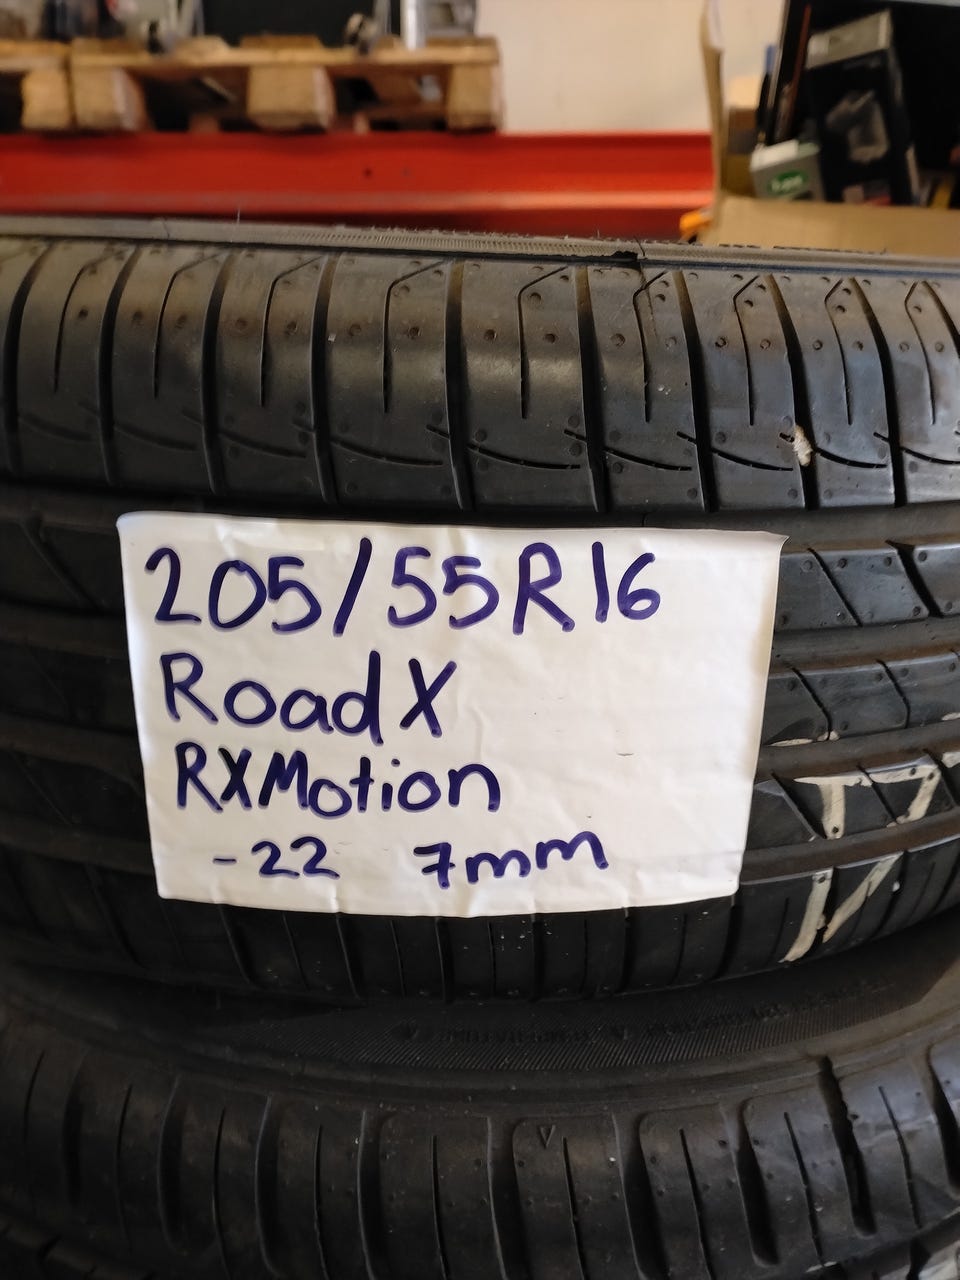 205/55R16
RoadX
RXMotion
-22 7mm